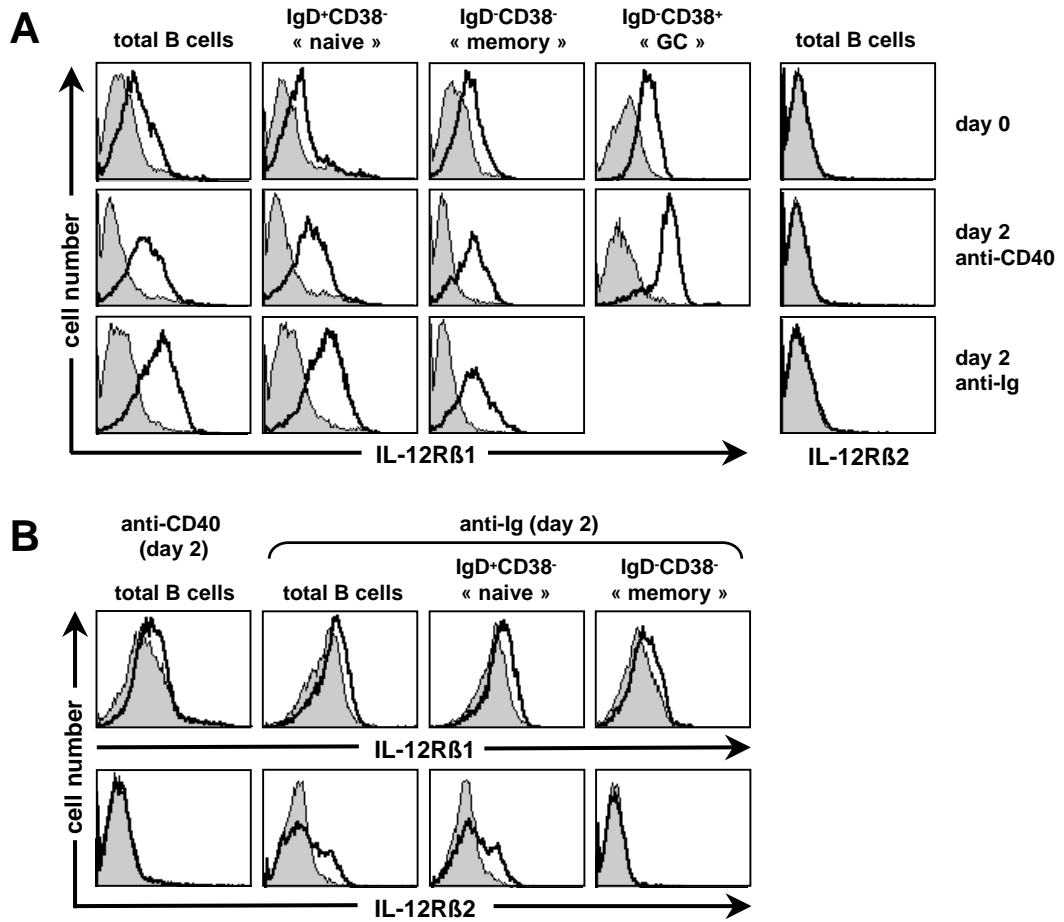 A
total B cells
IgD⁺CD38⁻
« naive »
IgD⁻CD38⁻
« memory »
IgD⁻CD38⁺
« GC »
total B cells
day 0
day 2
anti-CD40
day 2
anti-Ig
cell number
IL-12Rß1
IL-12Rß2
B
anti-CD40
(day 2)
anti-Ig (day 2)
total B cells
total B cells
IgD⁺CD38⁻
« naive »
IgD⁻CD38⁻
« memory »
cell number
IL-12Rß1
IL-12Rß2